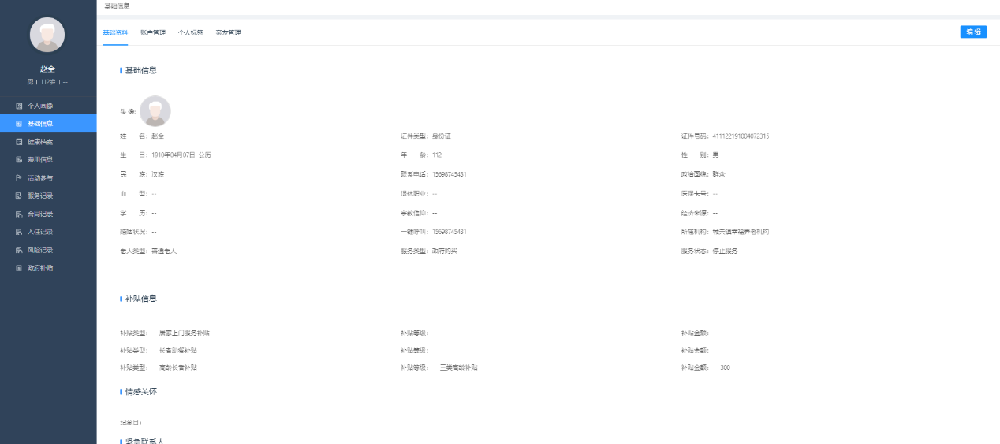 基础信息
赵全
男 | 112岁 | --
个人画像
基础信息
健康档案
费用信息
活动参与
服务记录
合同记录
入住记录
风险记录
政府补贴
基础资料 账户管理 个人标签 亲友管理 编辑
基础信息
头 像:
姓 名: 赵全 证件类型: 身份证 证件号码: 411122191004072315
生 日: 1910年04月07日 公历 年 龄: 112 性 别: 男
民 族: 汉族 联系电话: 15698745431 政治面貌: 群众
血 型: -- 退休职业: -- 医保卡号: --
学 历: -- 宗教信仰: -- 经济来源: --
婚姻状况: -- 一键呼叫: 15698745431 所属机构: 城关镇幸福养老机构
老人类型: 普通老人 服务类型: 政府购买 服务状态: 停止服务
补贴信息
补贴类型: 居家上门服务补贴 补贴等级: 补贴金额:
补贴类型: 长者助餐补贴 补贴等级: 补贴金额:
补贴类型: 高龄长者补贴 补贴等级: 三类高龄补贴 补贴金额: 300
情感关怀
纪念日: -- --
紧急联系人